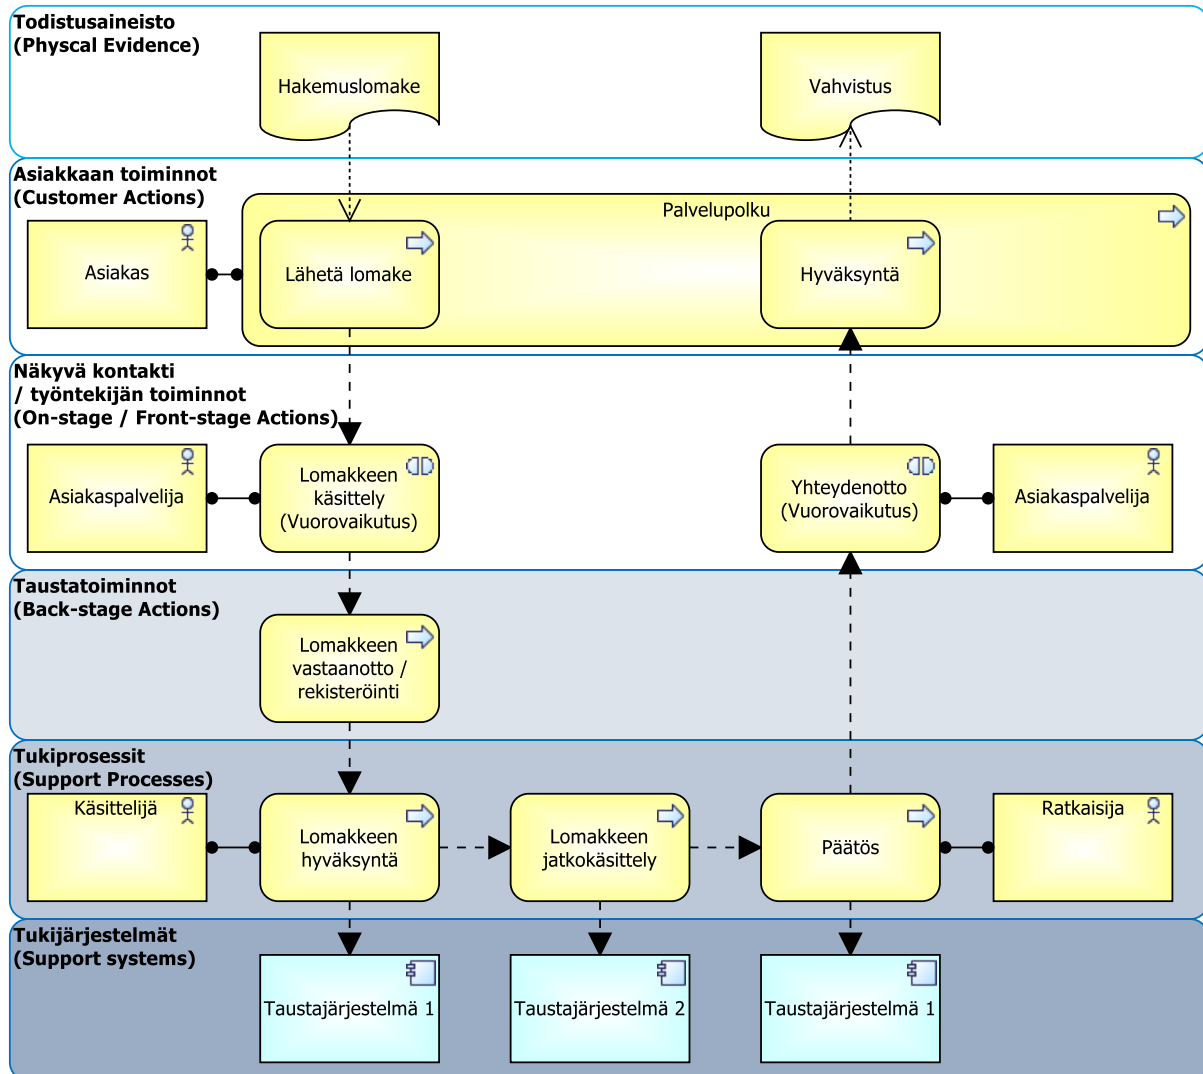 Todistusaineisto
(Physcal Evidence)
Hakemuslomake
Vahvistus
Asiakkaan toiminnot
(Customer Actions)
Palvelupolku
Asiakas
Lähetä lomake
Hyväksyntä
Näkyvä kontakti
/ työntekijän toiminnot
(On-stage / Front-stage Actions)
Asiakaspalvelija
Lomakkeen
käsittely
(Vuorovaikutus)
Yhteydenotto
(Vuorovaikutus)
Asiakaspalvelija
Taustatoiminnot
(Back-stage Actions)
Lomakkeen
vastaanotto /
rekisteröinti
Tukiprosessit
(Support Processes)
Käsittelijä
Lomakkeen
hyväksyntä
Lomakkeen
jatkokäsittely
Päätös
Ratkaisija
Tukijärjestelmät
(Support systems)
Taustajärjestelmä 1
Taustajärjestelmä 2
Taustajärjestelmä 1